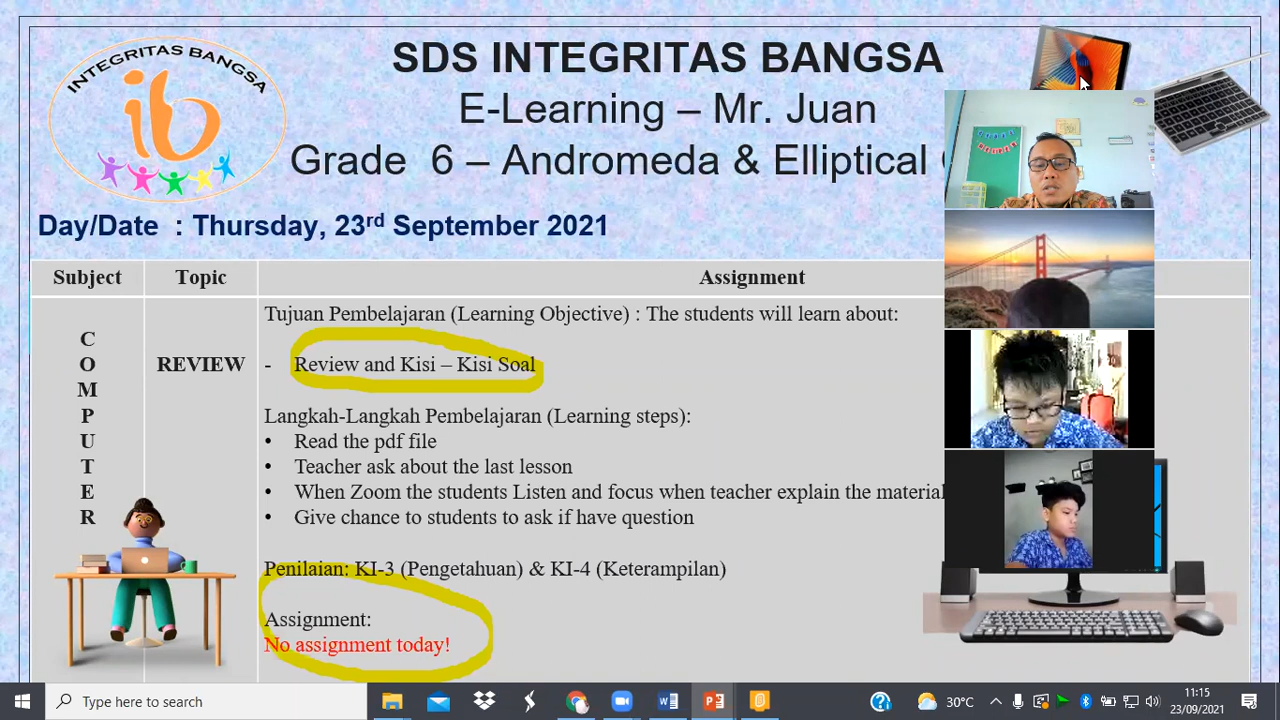 INTEGRITAS BANGSA
ib
SDS INTEGRITAS BANGSA
E-Learning – Mr. Juan
Grade 6 – Andromeda & Elliptical
Day/Date : Thursday, 23rd September 2021
Subject Topic Assignment
COMPUTER
REVIEW
Tujuan Pembelajaran (Learning Objective) : The students will learn about:
- Review and Kisi – Kisi Soal
Langkah-Langkah Pembelajaran (Learning steps):
• Read the pdf file
• Teacher ask about the last lesson
• When Zoom the students Listen and focus when teacher explain the material
• Give chance to students to ask if have question
Penilaian: KI-3 (Pengetahuan) & KI-4 (Keterampilan)
Assignment:
No assignment today!
Type here to search
30°C
11:15
23/09/2021